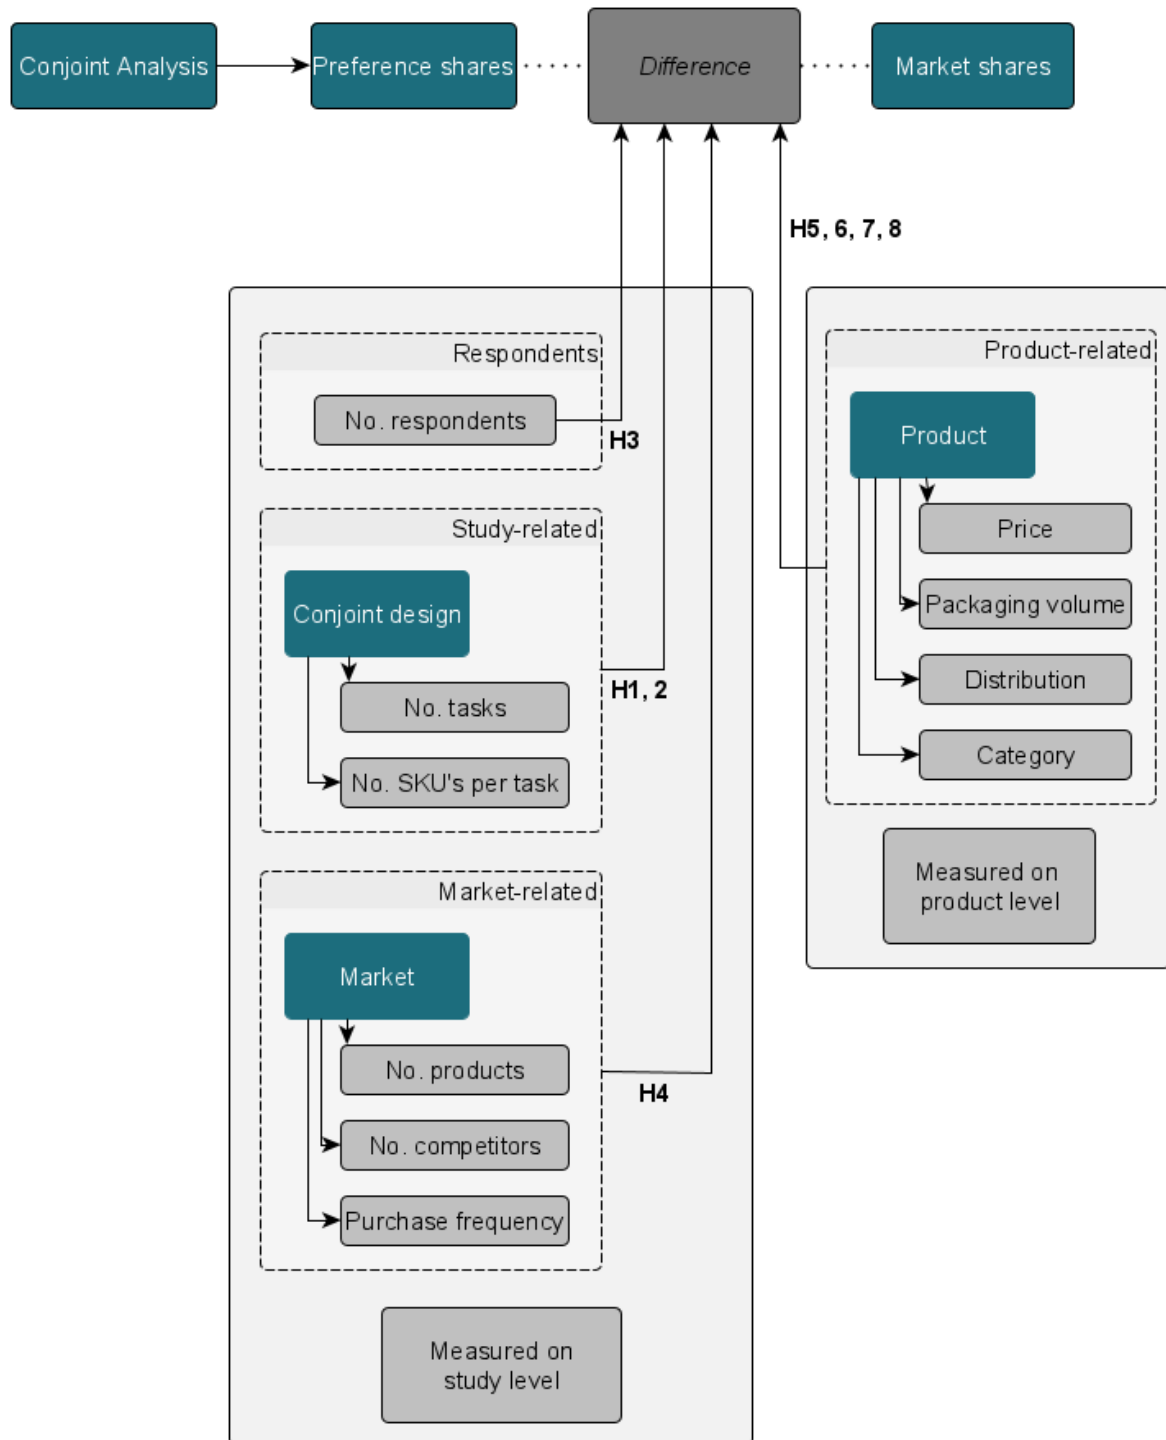 Conjoint Analysis
Preference shares
Difference
Market shares
H5, 6, 7, 8
Respondents
No. respondents
H3
Study-related
Conjoint design
No. tasks
No. SKU's per task
H1, 2
Market-related
Market
No. products
No. competitors
Purchase frequency
H4
Measured on
study level
Product-related
Product
Price
Packaging volume
Distribution
Category
Measured on
product level